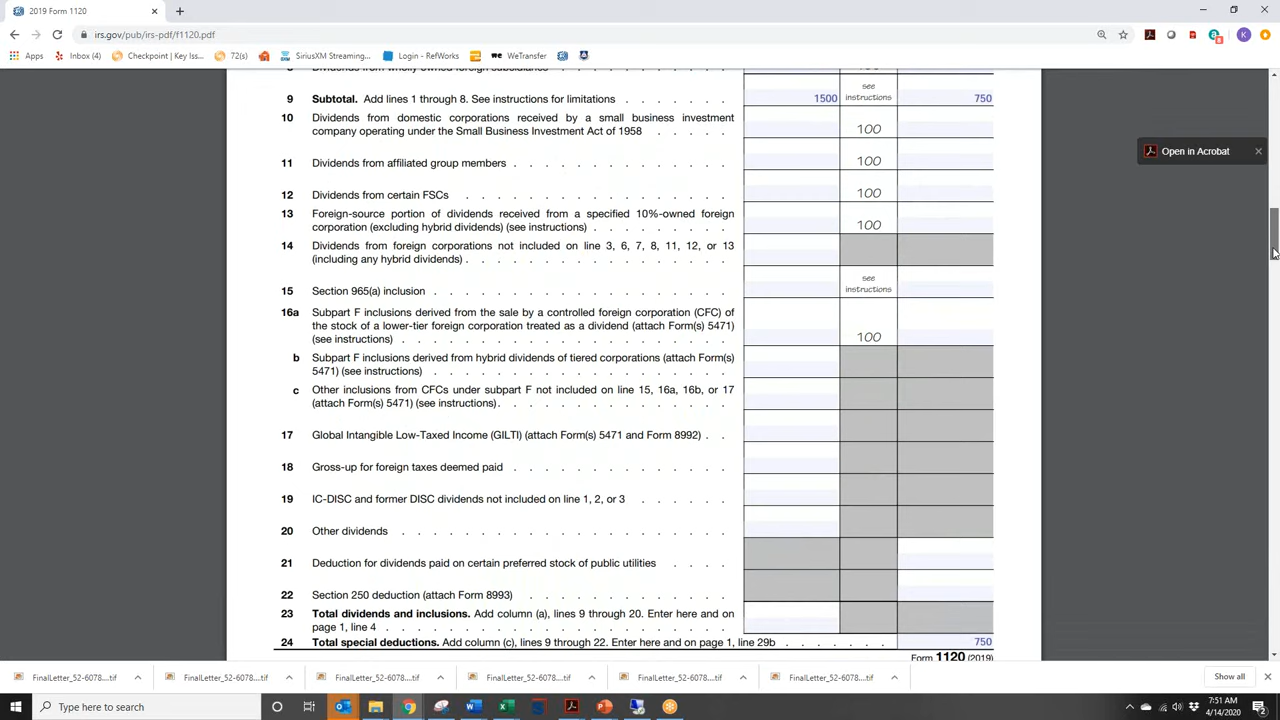 2019 Form 1120
irs.gov/pub/irs-pdf/f1120.pdf
Apps Inbox (4) Checkpoint | Key Iss... 72(s) SiriusXM Streaming... Login - RefWorks WeTransfer
K
Dividends from wholly owned foreign subsidiaries
9 Subtotal. Add lines 1 through 8. See instructions for limitations . . . . . . . 1500 see instructions 750
10 Dividends from domestic corporations received by a small business investment
company operating under the Small Business Investment Act of 1958 . . . . . 100
11 Dividends from affiliated group members . . . . . . . . . . . . . . 100
12 Dividends from certain FSCs . . . . . . . . . . . . . . . . . 100
13 Foreign-source portion of dividends received from a specified 10%-owned foreign
corporation (excluding hybrid dividends) (see instructions) . . . . . . . . . 100
14 Dividends from foreign corporations not included on line 3, 6, 7, 8, 11, 12, or 13
(including any hybrid dividends) . . . . . . . . . . . . . . . . .
15 Section 965(a) inclusion . . . . . . . . . . . . . . . . . . see instructions
16a Subpart F inclusions derived from the sale by a controlled foreign corporation (CFC) of
the stock of a lower-tier foreign corporation treated as a dividend (attach Form(s) 5471)
(see instructions) . . . . . . . . . . . . . . . . . . . . 100
b Subpart F inclusions derived from hybrid dividends of tiered corporations (attach Form(s)
5471) (see instructions) . . . . . . . . . . . . . . . . . .
c Other inclusions from CFCs under subpart F not included on line 15, 16a, 16b, or 17
(attach Form(s) 5471) (see instructions) . . . . . . . . . . . . . . .
17 Global Intangible Low-Taxed Income (GILTI) (attach Form(s) 5471 and Form 8992) . .
18 Gross-up for foreign taxes deemed paid . . . . . . . . . . . . . .
19 IC-DISC and former DISC dividends not included on line 1, 2, or 3 . . . . . .
20 Other dividends . . . . . . . . . . . . . . . . . . . .
21 Deduction for dividends paid on certain preferred stock of public utilities . . . .
22 Section 250 deduction (attach Form 8993) . . . . . . . . . . . . .
23 Total dividends and inclusions. Add column (a), lines 9 through 20. Enter here and on
page 1, line 4 . . . . . . . . . . . . . . . . . . . . .
24 Total special deductions. Add column (c), lines 9 through 22. Enter here and on page 1, line 29b . . . . . . 750
Form 1120 (2019)
Open in Acrobat
FinalLetter_52-6078....tif FinalLetter_52-6078....tif FinalLetter_52-6078....tif FinalLetter_52-6078....tif FinalLetter_52-6078....tif FinalLetter_52-6078....tif Show all
Type here to search
7:51 AM
4/14/2020
2